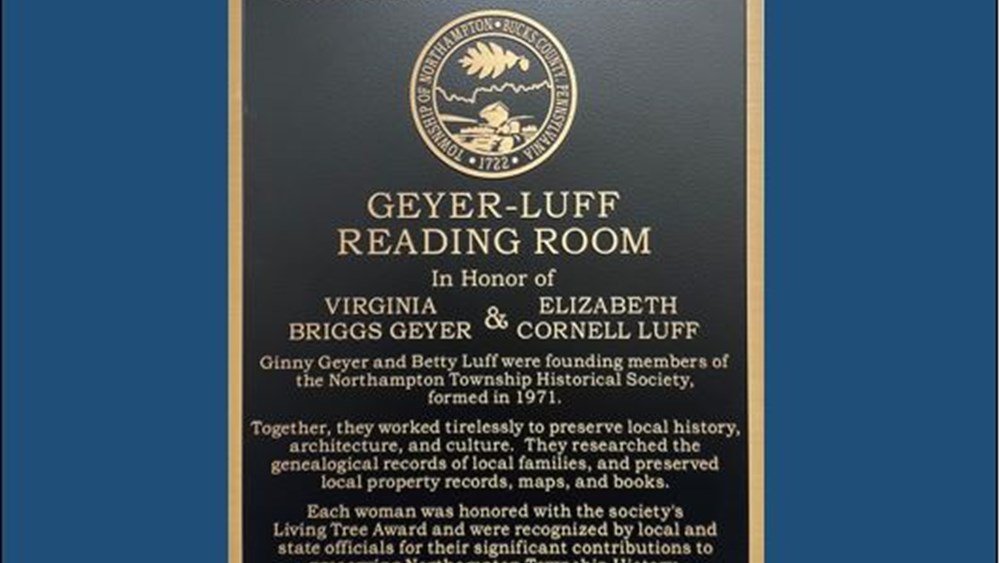 TOWNSHIP OF NORTHAMPTON • BUCKS COUNTY, PENNSYLVANIA
• 1722 •
GEYER-LUFF
READING ROOM
In Honor of
VIRGINIA
BRIGGS GEYER
&
ELIZABETH
CORNELL LUFF
Ginny Geyer and Betty Luff were founding members of
the Northampton Township Historical Society,
formed in 1971.
Together, they worked tirelessly to preserve local history,
architecture, and culture. They researched the
genealogical records of local families, and preserved
local property records, maps, and books.
Each woman was honored with the society's
Living Tree Award and were recognized by local and
state officials for their significant contributions to
preserving Northampton Township History.